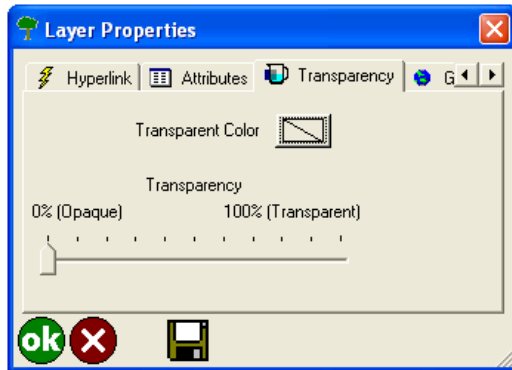 Layer Properties
Hyperlink Attributes Transparency G
Transparent Color
Transparency
0% (Opaque) 100% (Transparent)
ok